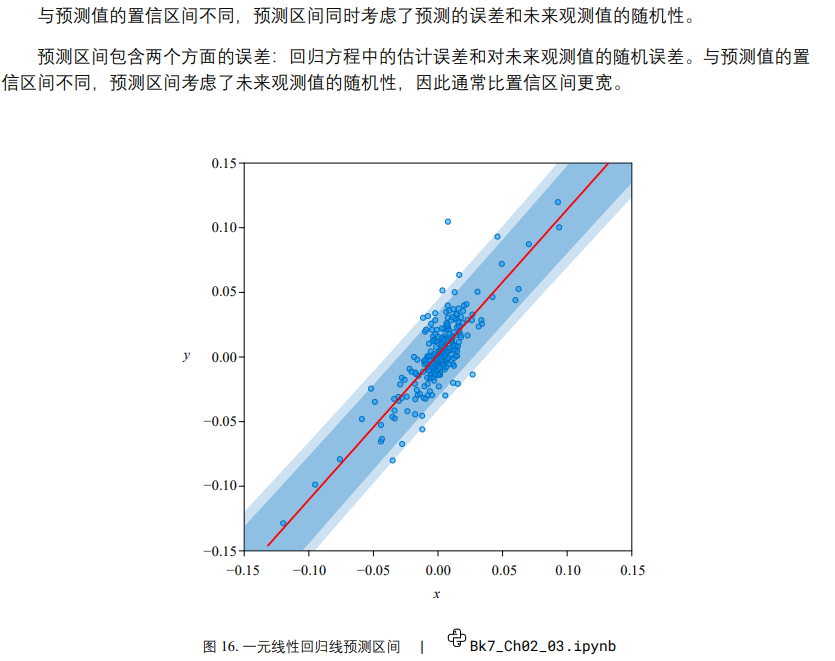 与预测值的置信区间不同，预测区间同时考虑了预测的误差和未来观测值的随机性。
预测区间包含两个方面的误差：回归方程中的估计误差和对未来观测值的随机误差。与预测值的置
信区间不同，预测区间考虑了未来观测值的随机性，因此通常比置信区间更宽。
0.15
0.10
0.05
y
0.00
−0.05
−0.10
−0.15
−0.15 −0.10 −0.05 0.00 0.05 0.10 0.15
x
图 16. 一元线性回归线预测区间 | Bk7_Ch02_03.ipynb